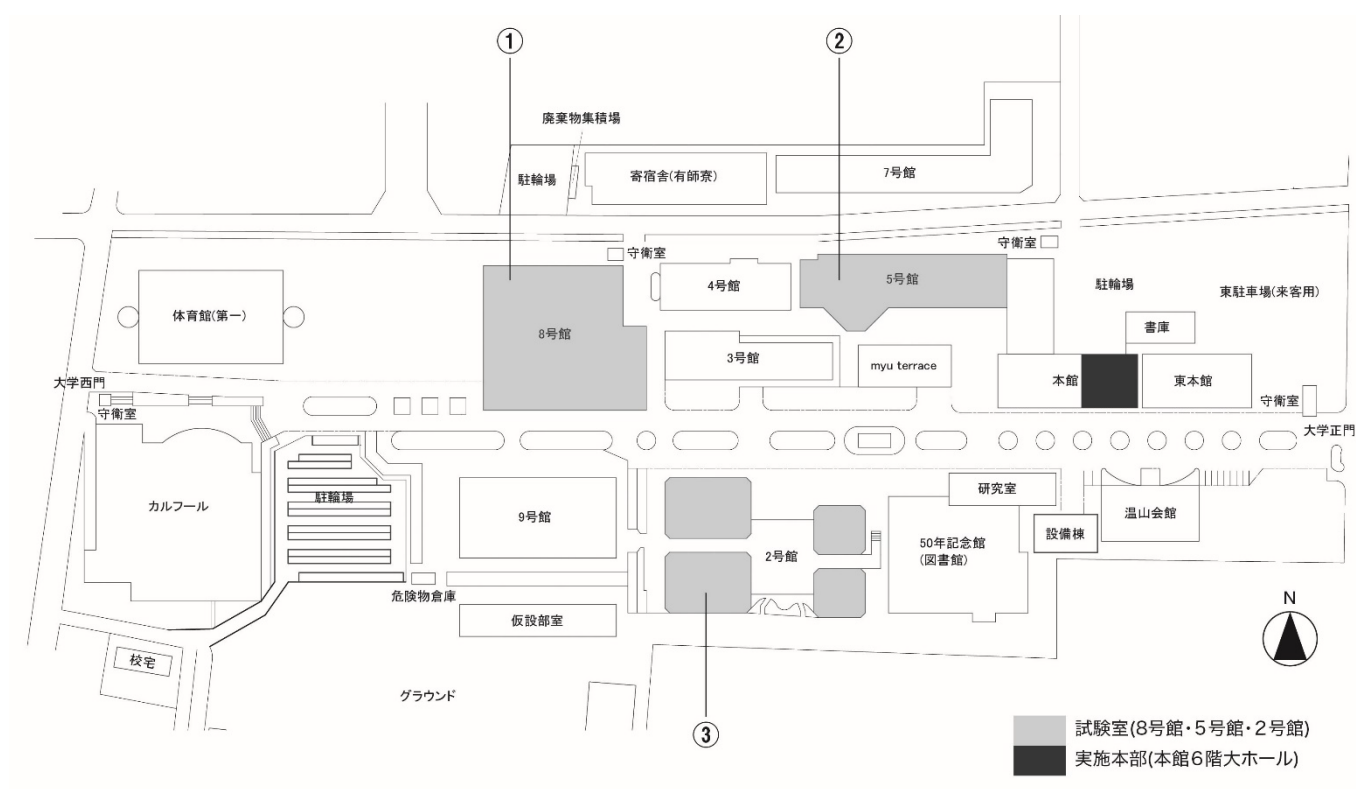 ①
②
廃棄物集積場
駐輪場
寄宿舎(有師寮)
7号館
守衛室
守衛室
4号館
5号館
駐輪場
東駐車場(来客用)
体育館(第一)
8号館
書庫
3号館
myu terrace
本館
東本館
大学西門
守衛室
守衛室
大学正門
カルフール
駐輪場
9号館
2号館
研究室
50年記念館
(図書館)
設備棟
温山会館
危険物倉庫
仮設部室
校宅
グラウンド
③
N
試験室(8号館・5号館・2号館)
実施本部(本館6階大ホール)